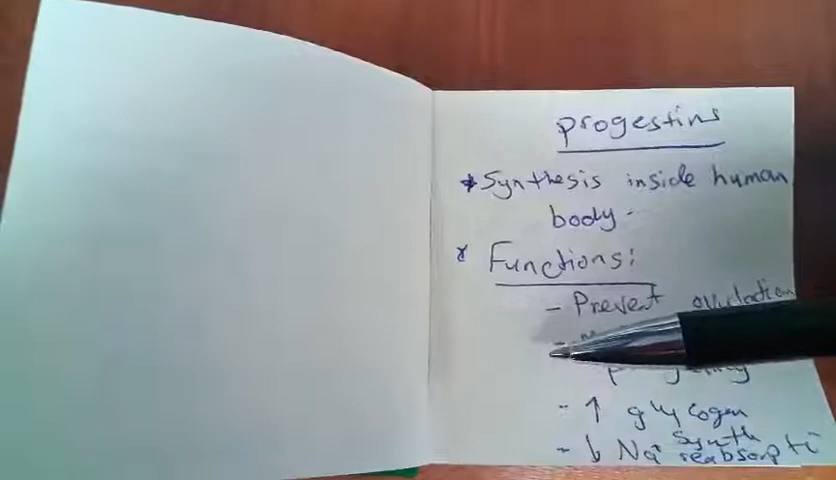 progestins
* Synthesis inside human
body.
* Functions:
- Prevent ovulation
-
- ↑ glycogen
synth
- ↓ Na⁺ reabsorpti